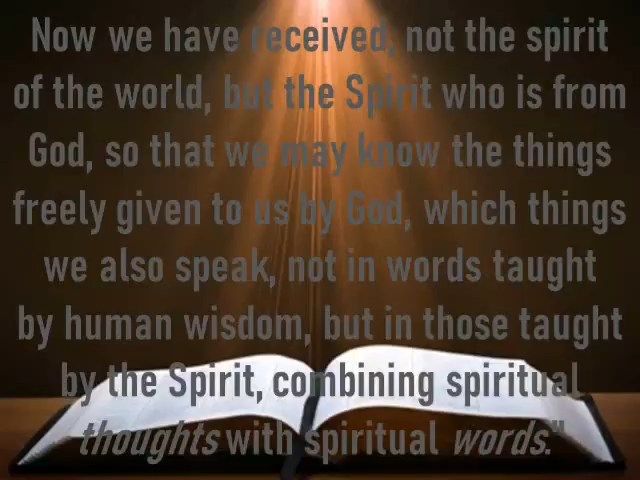 Now we have received, not the spirit
of the world, but the Spirit who is from
God, so that we may know the things
freely given to us by God, which things
we also speak, not in words taught
by human wisdom, but in those taught
by the Spirit, combining spiritual
thoughts with spiritual words."